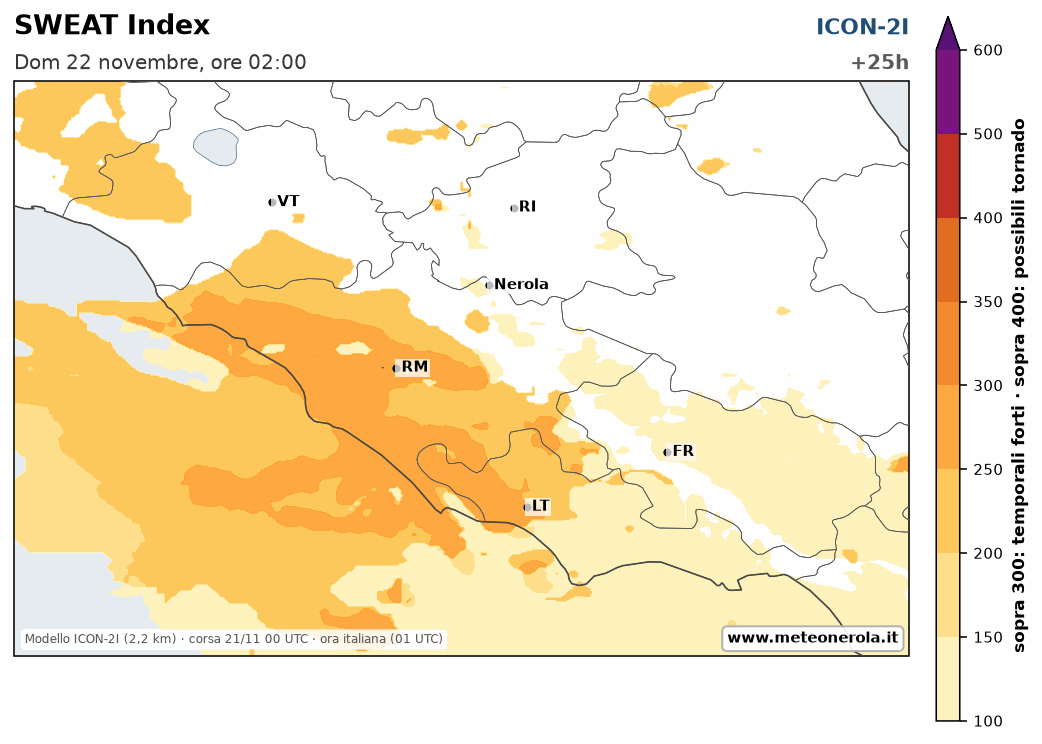 SWEAT Index
ICON-2I
Dom 22 novembre, ore 02:00
+25h
VT
RI
Nerola
RM
FR
LT
Modello ICON-2I (2,2 km) · corsa 21/11 00 UTC · ora italiana (01 UTC)
www.meteonerola.it
600
500
400
350
300
250
200
150
100
sopra 300: temporali forti · sopra 400: possibili tornado